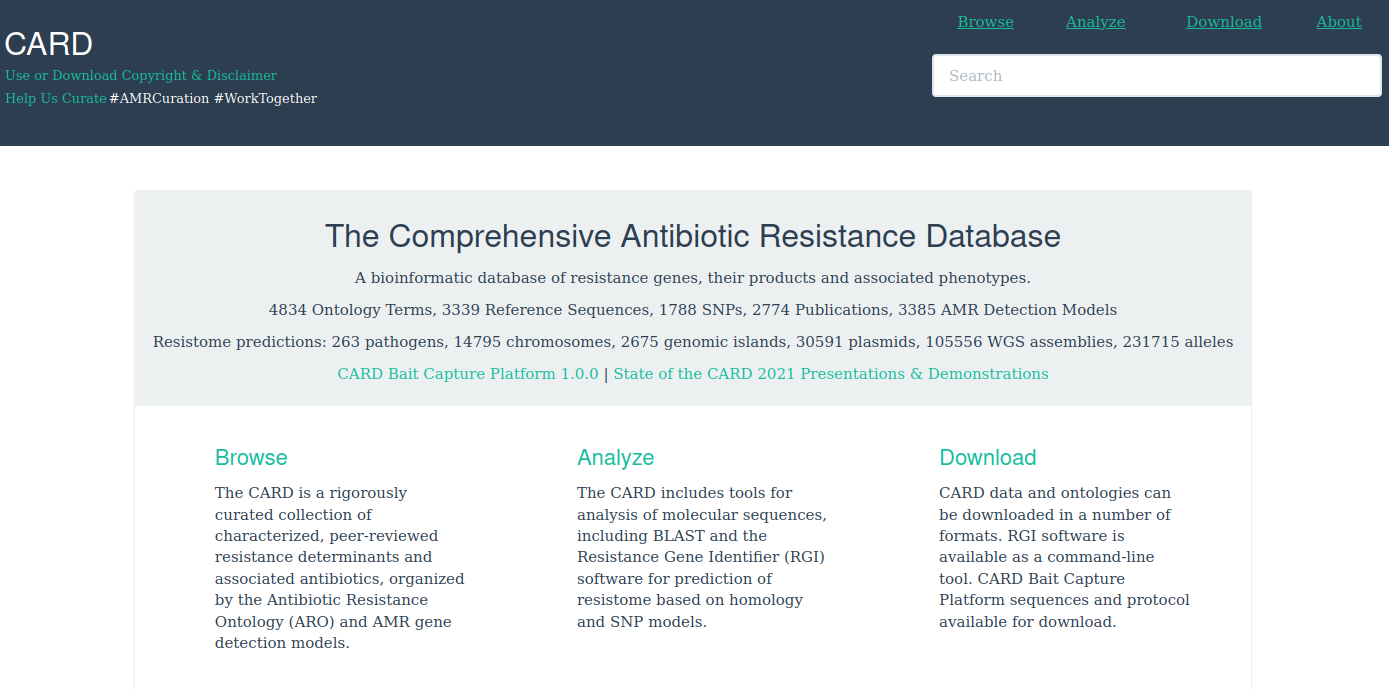 CARD
Use or Download Copyright & Disclaimer
Help Us Curate #AMRCuration #WorkTogether
Browse Analyze Download About
Search
The Comprehensive Antibiotic Resistance Database
A bioinformatic database of resistance genes, their products and associated phenotypes.
4834 Ontology Terms, 3339 Reference Sequences, 1788 SNPs, 2774 Publications, 3385 AMR Detection Models
Resistome predictions: 263 pathogens, 14795 chromosomes, 2675 genomic islands, 30591 plasmids, 105556 WGS assemblies, 231715 alleles
CARD Bait Capture Platform 1.0.0 | State of the CARD 2021 Presentations & Demonstrations
Browse
The CARD is a rigorously
curated collection of
characterized, peer-reviewed
resistance determinants and
associated antibiotics, organized
by the Antibiotic Resistance
Ontology (ARO) and AMR gene
detection models.
Analyze
The CARD includes tools for
analysis of molecular sequences,
including BLAST and the
Resistance Gene Identifier (RGI)
software for prediction of
resistome based on homology
and SNP models.
Download
CARD data and ontologies can
be downloaded in a number of
formats. RGI software is
available as a command-line
tool. CARD Bait Capture
Platform sequences and protocol
available for download.